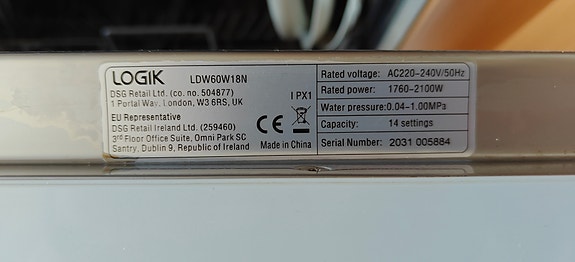 LOGIK LDW60W18N
DSG Retail Ltd. (co. no. 504877)
1 Portal Way, London, W3 6RS, UK
EU Representative
DSG Retail Ireland Ltd. (259460)
3rd Floor Office Suite, Omni Park SC
Santry, Dublin 9, Republic of Ireland
IPX1
CE
Made in China
Rated voltage: AC220-240V/50Hz
Rated power: 1760-2100W
Water pressure:0.04-1.00MPa
Capacity: 14 settings
Serial Number: 2031 005884